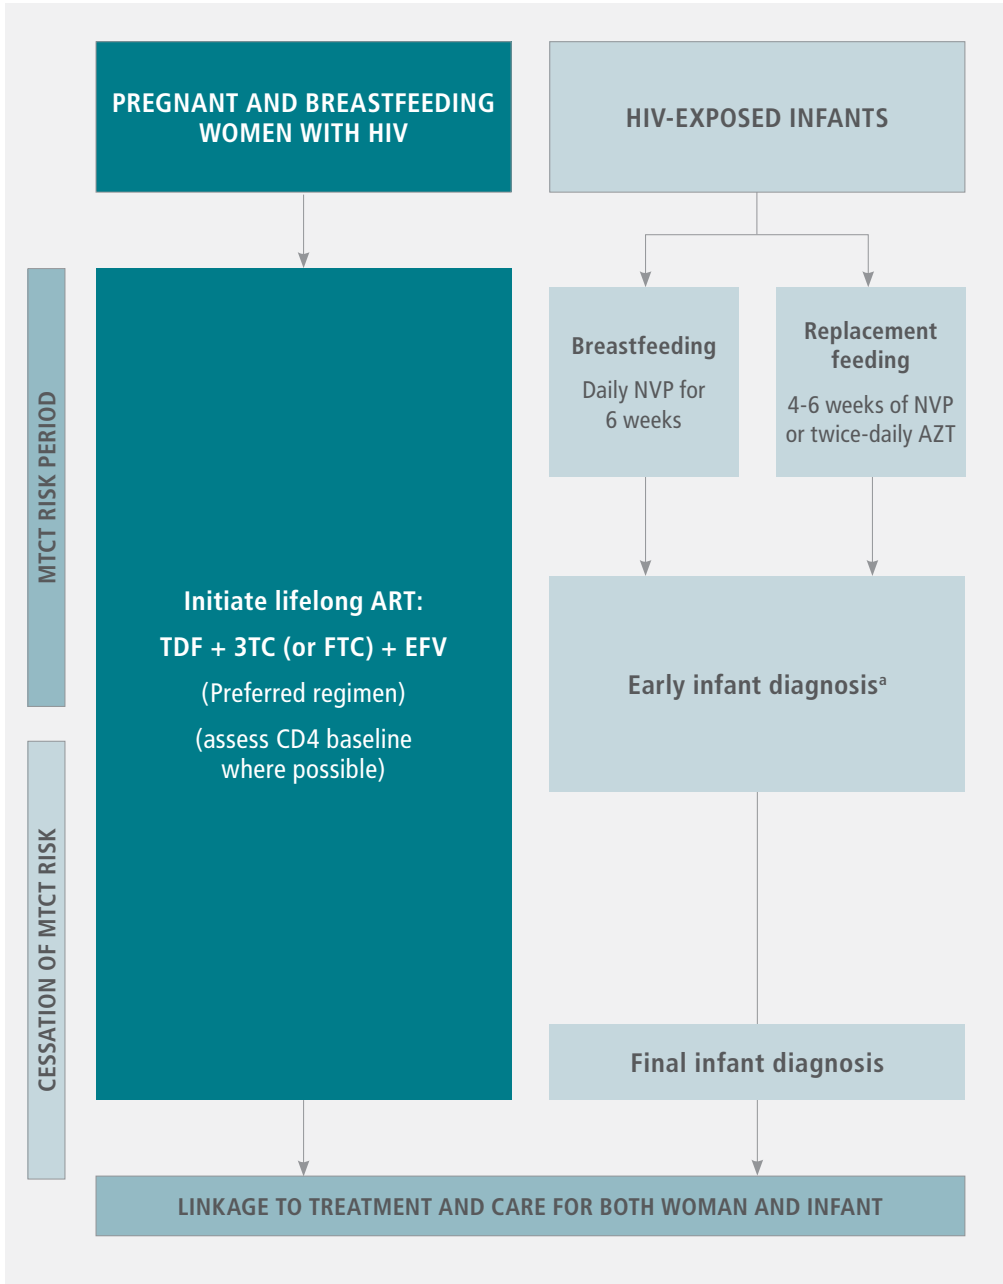 PREGNANT AND BREASTFEEDING
WOMEN WITH HIV
HIV-EXPOSED INFANTS
MTCT RISK PERIOD
CESSATION OF MTCT RISK
Initiate lifelong ART:
TDF + 3TC (or FTC) + EFV
(Preferred regimen)
(assess CD4 baseline
where possible)
Breastfeeding
Daily NVP for
6 weeks
Replacement
feeding
4-6 weeks of NVP
or twice-daily AZT
Early infant diagnosisᵃ
Final infant diagnosis
LINKAGE TO TREATMENT AND CARE FOR BOTH WOMAN AND INFANT